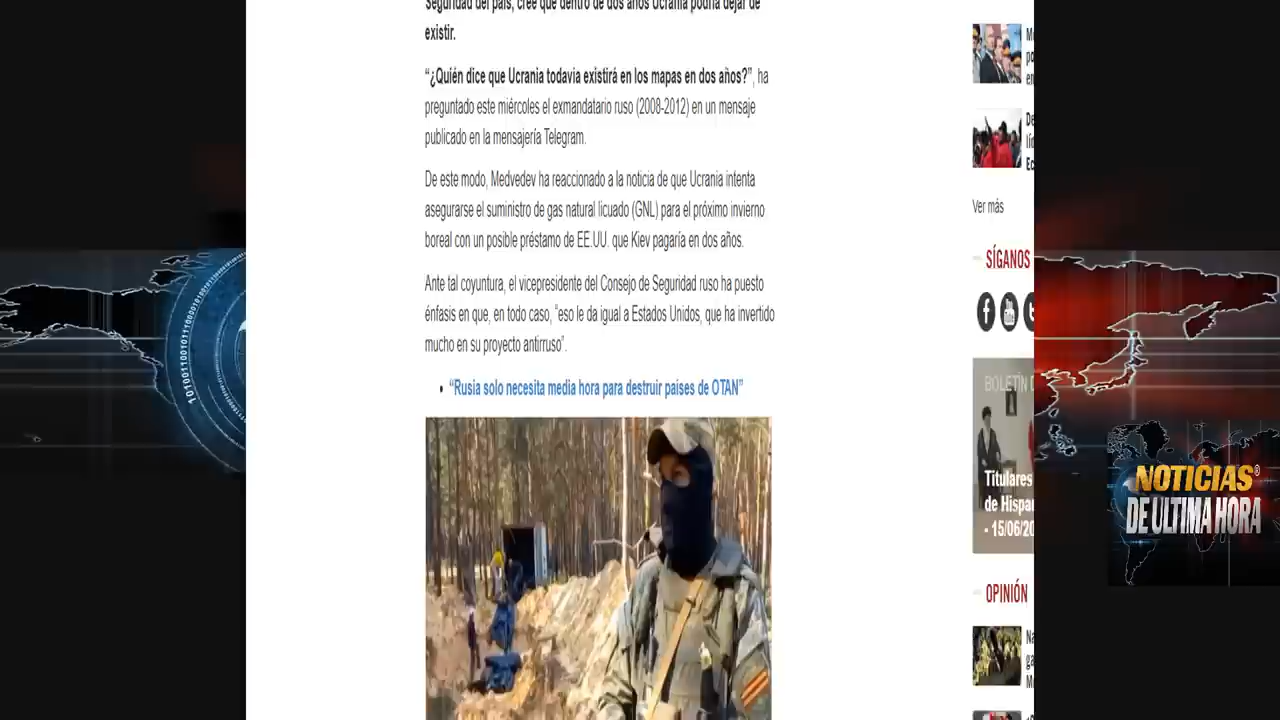 Seguridad del país, cree que dentro de dos años Ucrania podría dejar de
existir.
“¿Quién dice que Ucrania todavía existirá en los mapas en dos años?”, ha
preguntado este miércoles el exmandatario ruso (2008-2012) en un mensaje
publicado en la mensajería Telegram.
De este modo, Medvedev ha reaccionado a la noticia de que Ucrania intenta
asegurarse el suministro de gas natural licuado (GNL) para el próximo invierno
boreal con un posible préstamo de EE.UU. que Kiev pagaría en dos años.
Ante tal coyuntura, el vicepresidente del Consejo de Seguridad ruso ha puesto
énfasis en que, en todo caso, “eso le da igual a Estados Unidos, que ha invertido
mucho en su proyecto antirruso”.
• “Rusia solo necesita media hora para destruir países de OTAN”
Ver más
SÍGANOS
BOLETÍN
Titulares
de Hispan
- 15/06/20
OPINIÓN
NOTICIAS®
DE ULTIMA HORA
101001100101110001